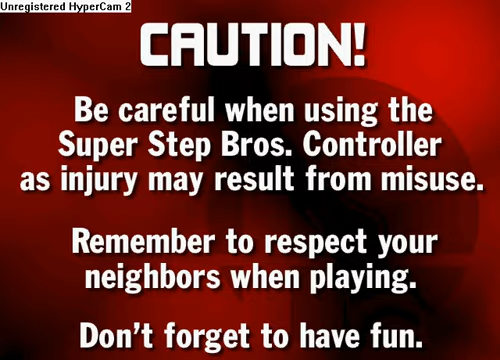 Unregistered HyperCam 2
CAUTION!
Be careful when using the
Super Step Bros. Controller
as injury may result from misuse.
Remember to respect your
neighbors when playing.
Don't forget to have fun.